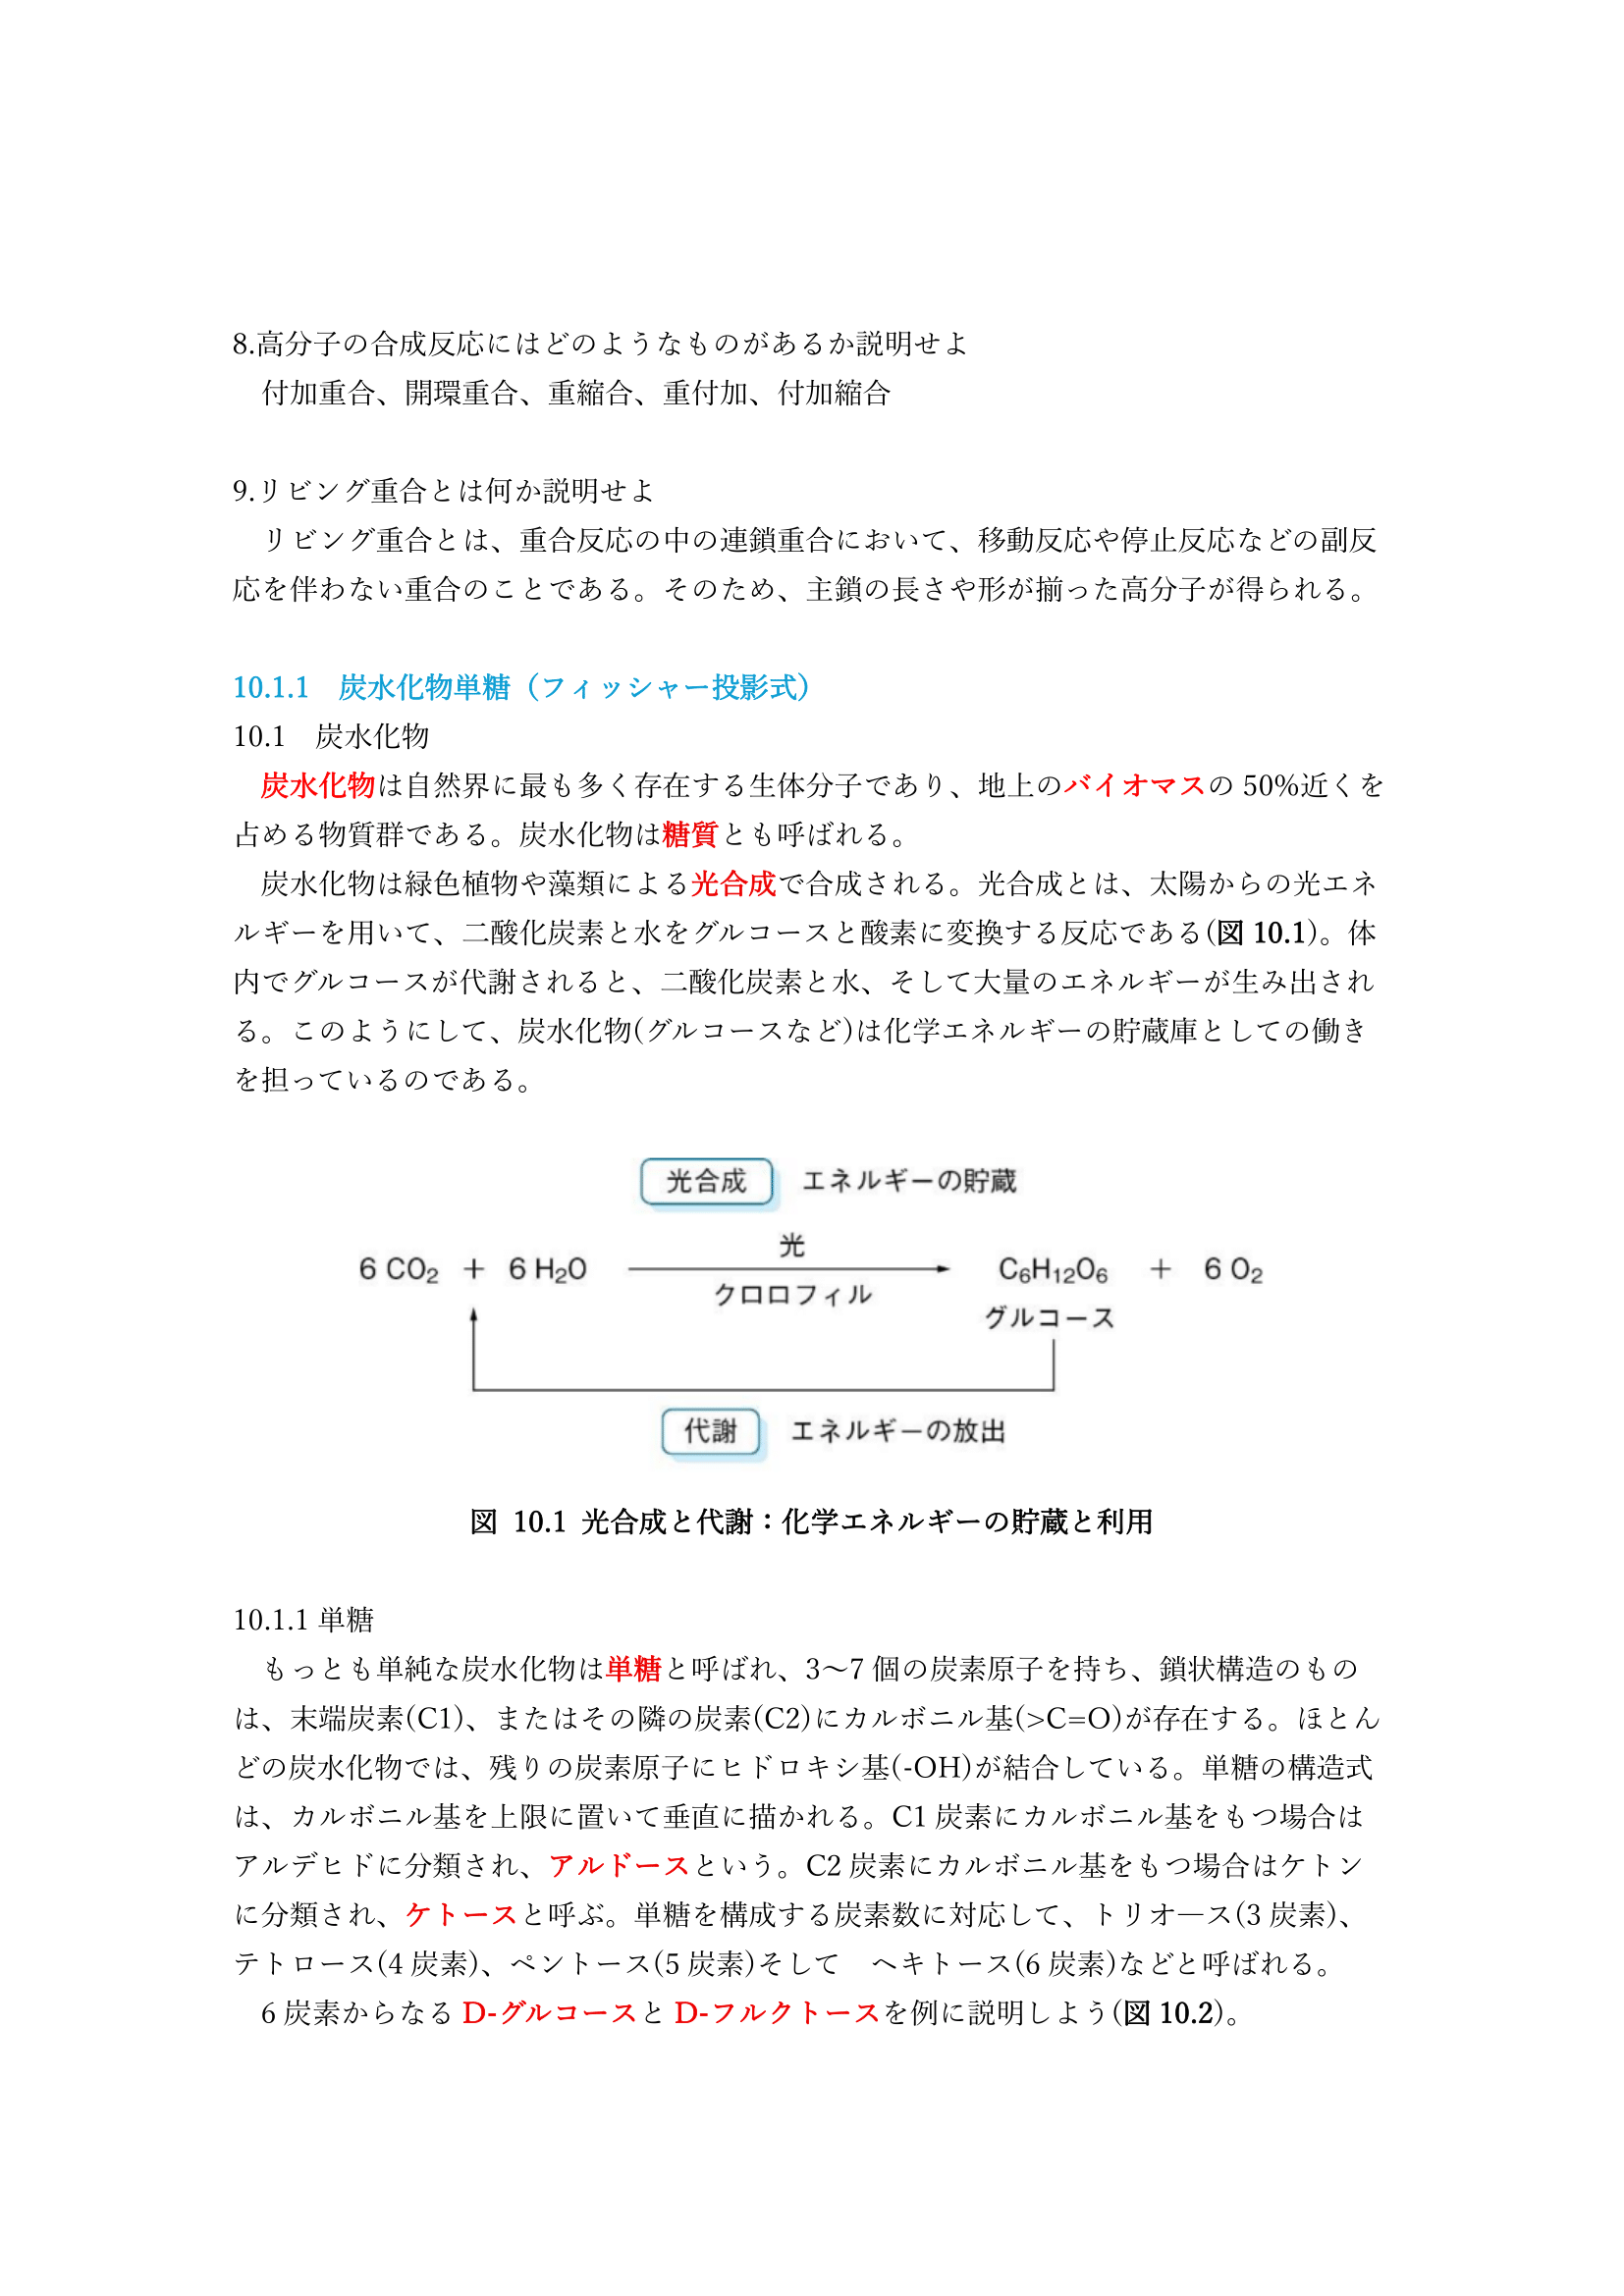 8.高分子の合成反応にはどのようなものがあるか説明せよ
付加重合、開環重合、重縮合、重付加、付加縮合
9.リビング重合とは何か説明せよ
リビング重合とは、重合反応の中の連鎖重合において、移動反応や停止反応などの副反
応を伴わない重合のことである。そのため、主鎖の長さや形が揃った高分子が得られる。
10.1.1　炭水化物単糖（フィッシャー投影式）
10.1　炭水化物
炭水化物は自然界に最も多く存在する生体分子であり、地上のバイオマスの 50%近くを
占める物質群である。炭水化物は糖質とも呼ばれる。
炭水化物は緑色植物や藻類による光合成で合成される。光合成とは、太陽からの光エネ
ルギーを用いて、二酸化炭素と水をグルコースと酸素に変換する反応である(図 10.1)。体
内でグルコースが代謝されると、二酸化炭素と水、そして大量のエネルギーが生み出され
る。このようにして、炭水化物(グルコースなど)は化学エネルギーの貯蔵庫としての働き
を担っているのである。
光合成　エネルギーの貯蔵
光
6 CO₂ + 6 H₂O　C₆H₁₂O₆ + 6 O₂
クロロフィル
グルコース
代謝　エネルギーの放出
図 10.1 光合成と代謝：化学エネルギーの貯蔵と利用
10.1.1 単糖
もっとも単純な炭水化物は単糖と呼ばれ、3～7 個の炭素原子を持ち、鎖状構造のもの
は、末端炭素(C1)、またはその隣の炭素(C2)にカルボニル基(>C=O)が存在する。ほとん
どの炭水化物では、残りの炭素原子にヒドロキシ基(-OH)が結合している。単糖の構造式
は、カルボニル基を上限に置いて垂直に描かれる。C1 炭素にカルボニル基をもつ場合は
アルデヒドに分類され、アルドースという。C2 炭素にカルボニル基をもつ場合はケトン
に分類され、ケトースと呼ぶ。単糖を構成する炭素数に対応して、トリオ―ス(3 炭素)、
テトロース(4 炭素)、ペントース(5 炭素)そして　ヘキトース(6 炭素)などと呼ばれる。
6 炭素からなる D-グルコースと D-フルクトースを例に説明しよう(図 10.2)。